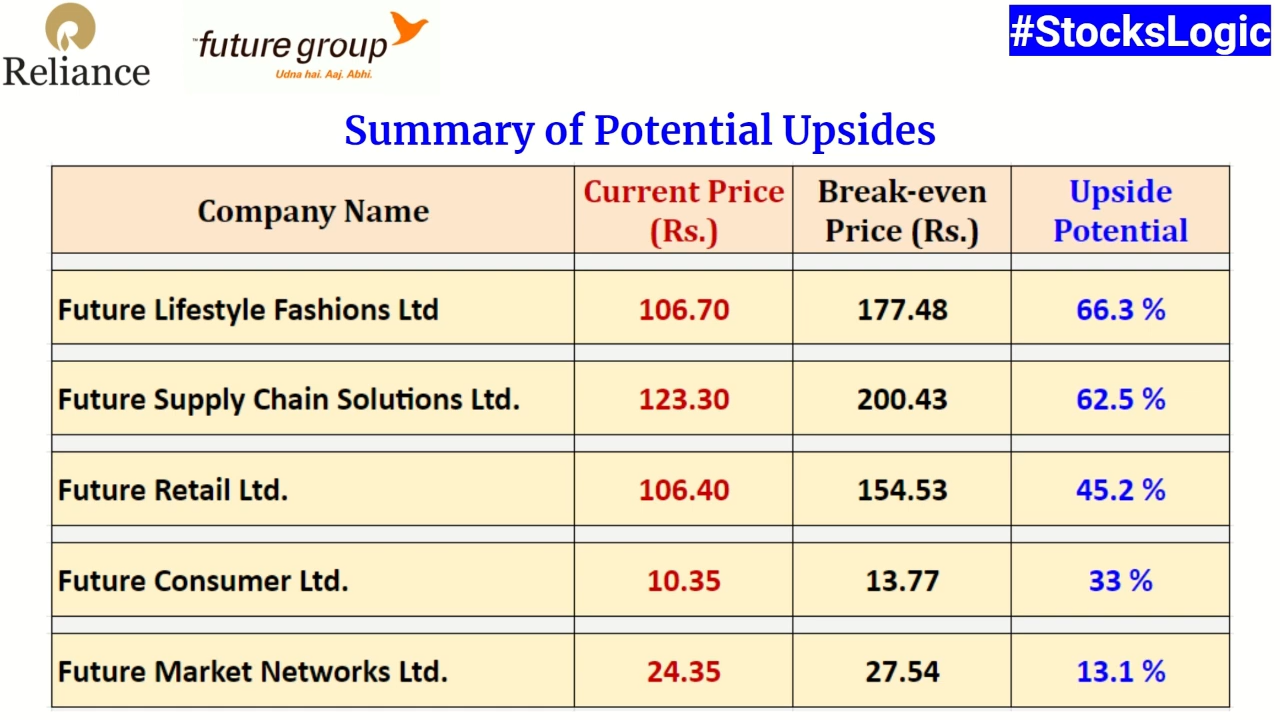 Reliance
™future group
Udna hai. Aaj. Abhi.
#StocksLogic
Summary of Potential Upsides
Company Name Current Price (Rs.) Break-even Price (Rs.) Upside Potential
Future Lifestyle Fashions Ltd 106.70 177.48 66.3 %
Future Supply Chain Solutions Ltd. 123.30 200.43 62.5 %
Future Retail Ltd. 106.40 154.53 45.2 %
Future Consumer Ltd. 10.35 13.77 33 %
Future Market Networks Ltd. 24.35 27.54 13.1 %